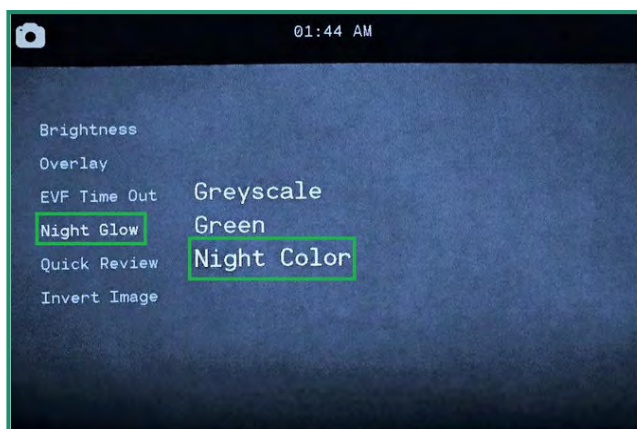 01:44 AM
Brightness
Overlay
EVF Time Out
Greyscale
Night Glow
Green
Quick Review
Night Color
Invert Image